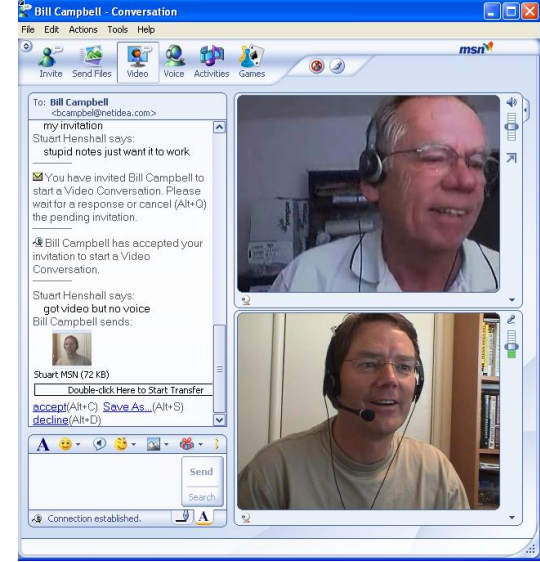 Bill Campbell - Conversation
File Edit Actions Tools Help
msn
Invite Send Files Video Voice Activities Games
To: Bill Campbell
<bcampbel@netidea.com>
my invitation
Stuart Henshall says:
stupid notes just want it to work
You have invited Bill Campbell to
start a Video Conversation. Please
wait for a response or cancel (Alt+Q)
the pending invitation.
Bill Campbell has accepted your
invitation to start a Video
Conversation.
Stuart Henshall says:
got video but no voice
Bill Campbell sends:
Stuart MSN (72 KB)
Double-click Here to Start Transfer
accept(Alt+C) Save As...(Alt+S)
decline(Alt+D)
A
Send
Search
Connection established.
A